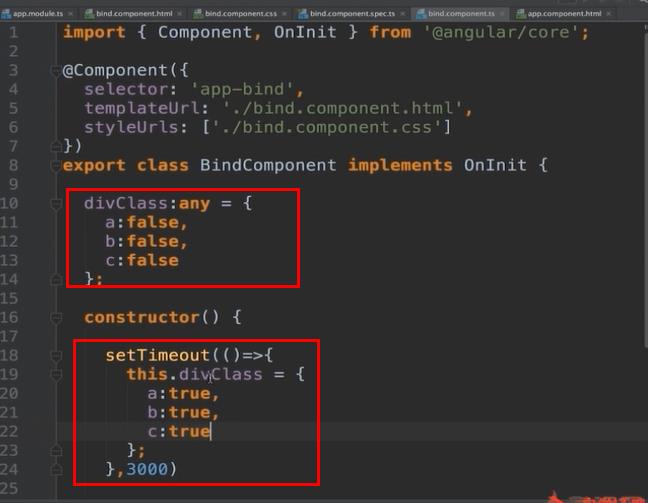 app.module.ts × bind.component.html × bind.component.css × bind.component.spec.ts × bind.component.ts × app.component.html ×
1 import { Component, OnInit } from '@angular/core';
2
3 @Component({
4 selector: 'app-bind',
5 templateUrl: './bind.component.html',
6 styleUrls: ['./bind.component.css']
7 })
8 export class BindComponent implements OnInit {
9
10 divClass:any = {
11 a:false,
12 b:false,
13 c:false
14 };
15
16 constructor() {
17
18 setTimeout(()=>{
19 this.divClass = {
20 a:true,
21 b:true,
22 c:true
23 };
24 },3000)
25